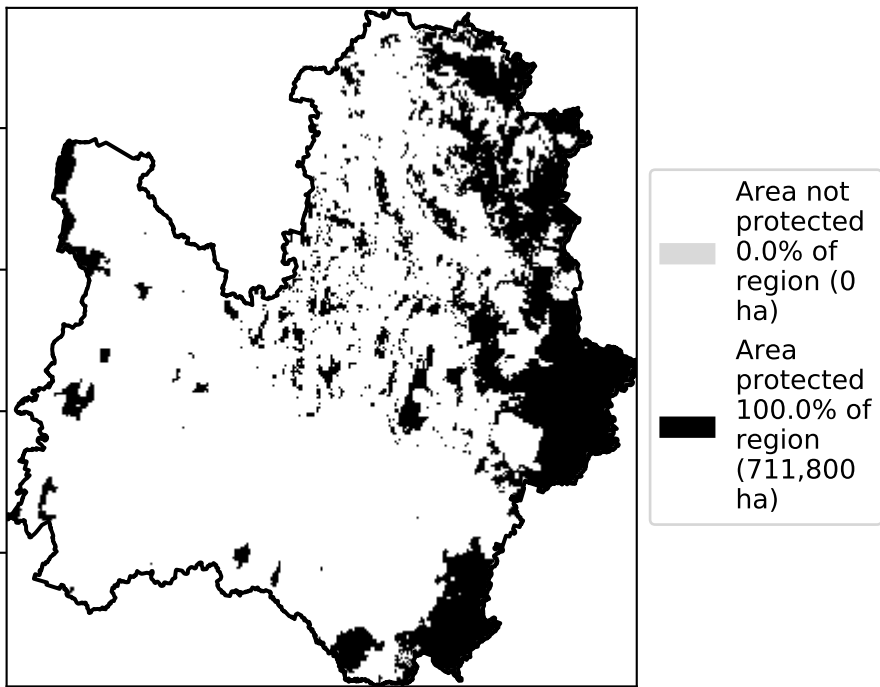 Area not
protected
0.0% of
region (0
ha)
Area
protected
100.0% of
region
(711,800
ha)